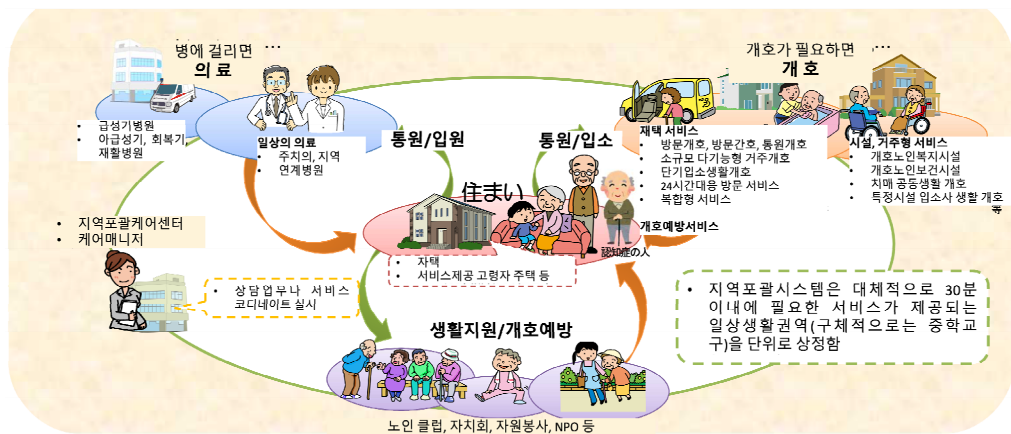 병에 걸리면 …
의 료
개호가 필요하면 …
개 호
• 급성기병원
• 아급성기, 회복기,
재활병원
일상의 의료
• 주치의, 지역
연계병원
통원/입원
통원/입소
재택 서비스
• 방문개호, 방문간호, 통원개호
• 소규모 다기능형 거주개호
• 단기입소생활개호
• 24시간대응 방문 서비스
• 복합형 서비스
시설, 거주형 서비스
• 개호노인복지시설
• 개호노인보건시설
• 치매 공동생활 개호
• 특정시설 입소사 생활 개호
등
住まい
• 지역포괄케어센터
• 케어매니저
개호예방서비스
認知症の人
• 자택
• 서비스제공 고령자 주택 등
• 상담업무나 서비스
코디네이트 실시
• 지역포괄시스템은 대체적으로 30분
이내에 필요한 서비스가 제공되는
일상생활권역(구체적으로는 중학교
구)을 단위로 상정함
생활지원/개호예방
노인 클럽, 자치회, 자원봉사, NPO 등